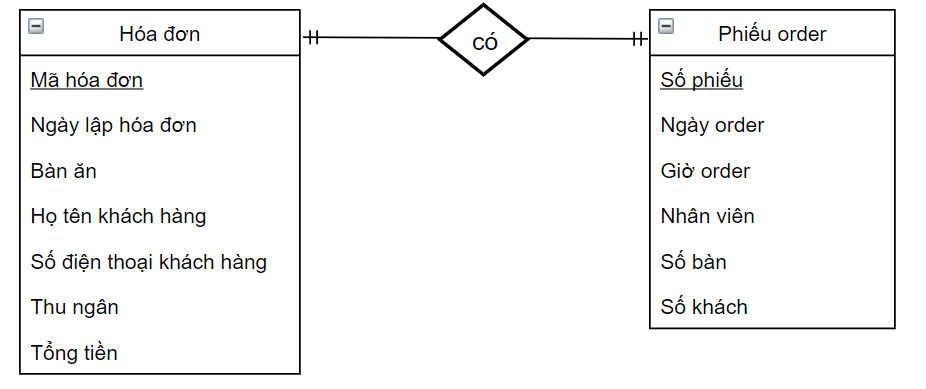 Hóa đơn
Mã hóa đơn
Ngày lập hóa đơn
Bàn ăn
Họ tên khách hàng
Số điện thoại khách hàng
Thu ngân
Tổng tiền
CÓ
Phiếu order
Số phiếu
Ngày order
Giờ order
Nhân viên
Số bàn
Số khách